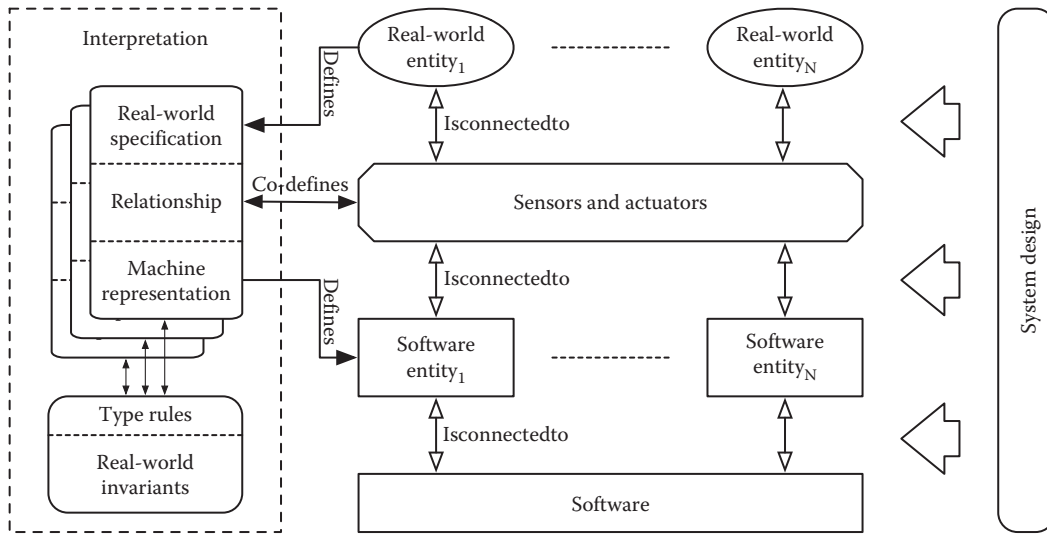 Interpretation
Real-world
specification
Relationship
Machine
representation
Type rules
Real-world
invariants
Defines
Co-defines
Defines
Real-world
entity1
Real-world
entityN
Isconnectedto
Sensors and actuators
Isconnectedto
Software
entity1
Software
entityN
Isconnectedto
Software
System design